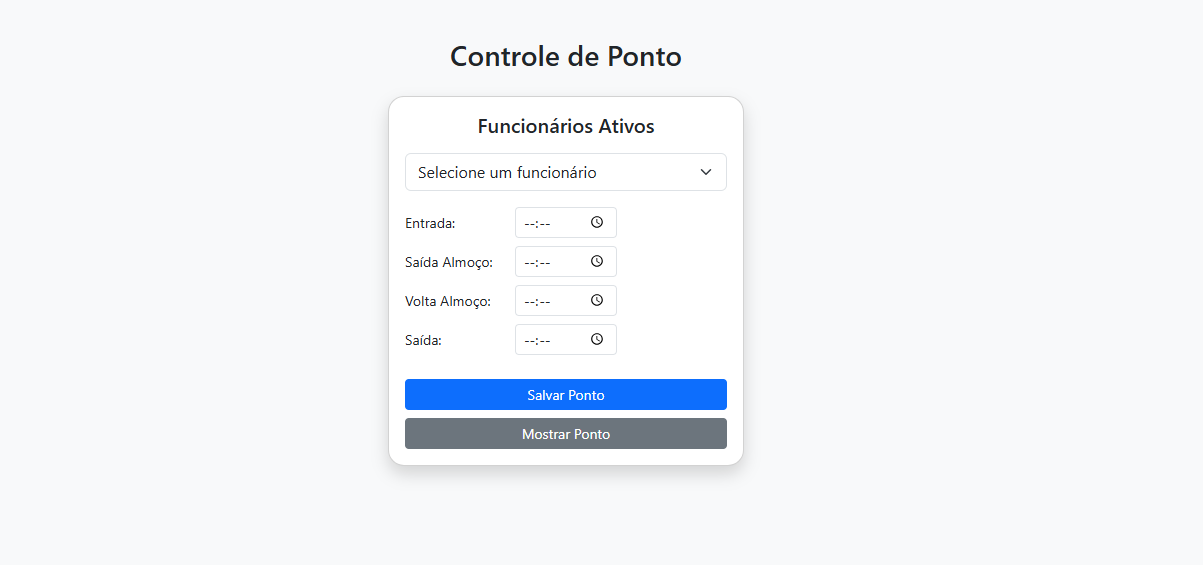 Controle de Ponto
Funcionários Ativos
Selecione um funcionário
Entrada: --:--
Saída Almoço: --:--
Volta Almoço: --:--
Saída: --:--
Salvar Ponto
Mostrar Ponto